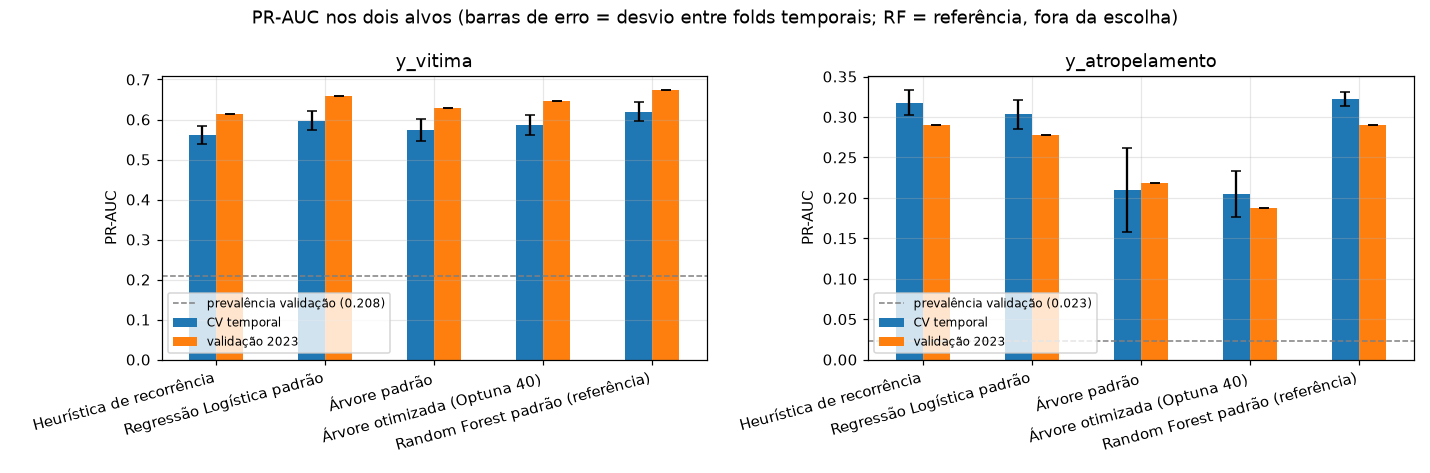 PR-AUC nos dois alvos (barras de erro = desvio entre folds temporais; RF = referência, fora da escolha)
y_vitima
PR-AUC
0.7
0.6
0.5
0.4
0.3
0.2
0.1
0.0
prevalência validação (0.208)
CV temporal
validação 2023
Heurística de recorrência
Regressão Logística padrão
Árvore padrão
Árvore otimizada (Optuna 40)
Random Forest padrão (referência)
y_atropelamento
PR-AUC
0.35
0.30
0.25
0.20
0.15
0.10
0.05
0.00
prevalência validação (0.023)
CV temporal
validação 2023
Heurística de recorrência
Regressão Logística padrão
Árvore padrão
Árvore otimizada (Optuna 40)
Random Forest padrão (referência)